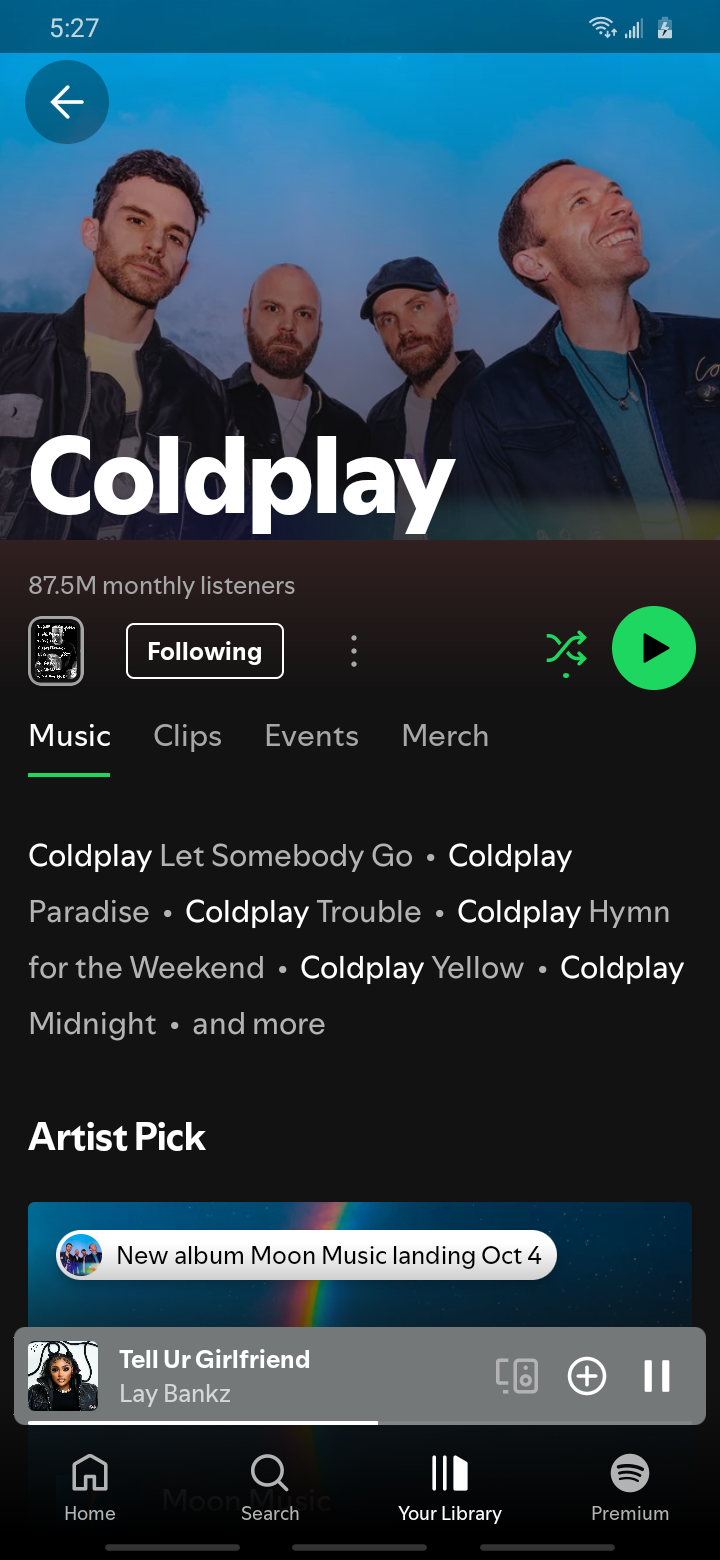 5:27
Coldplay
87.5M monthly listeners
Following
Music Clips Events Merch
Coldplay Let Somebody Go • Coldplay
Paradise • Coldplay Trouble • Coldplay Hymn
for the Weekend • Coldplay Yellow • Coldplay
Midnight • and more
Artist Pick
New album Moon Music landing Oct 4
Tell Ur Girlfriend
Lay Bankz
Moon Music
Home Search Your Library Premium